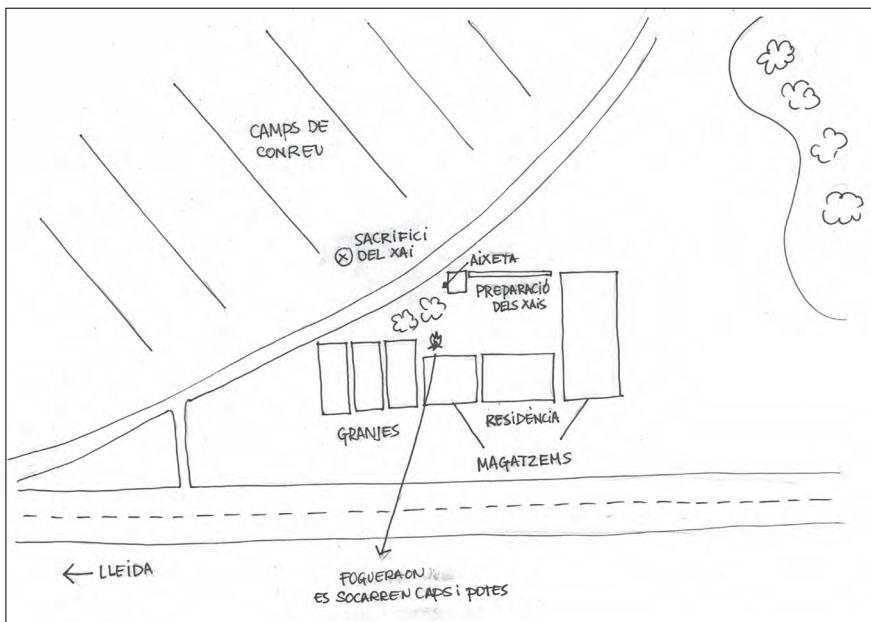 CAMPS DE
CONREU
SACRIFICI
DEL XAI
AIXETA
PREPARACIÓ
DELS XAIS
GRANJES
RESIDÈNCIA
MAGATZEMS
← LLEIDA
FOGUERA ON
ES SOCARREN CAPS i POTES